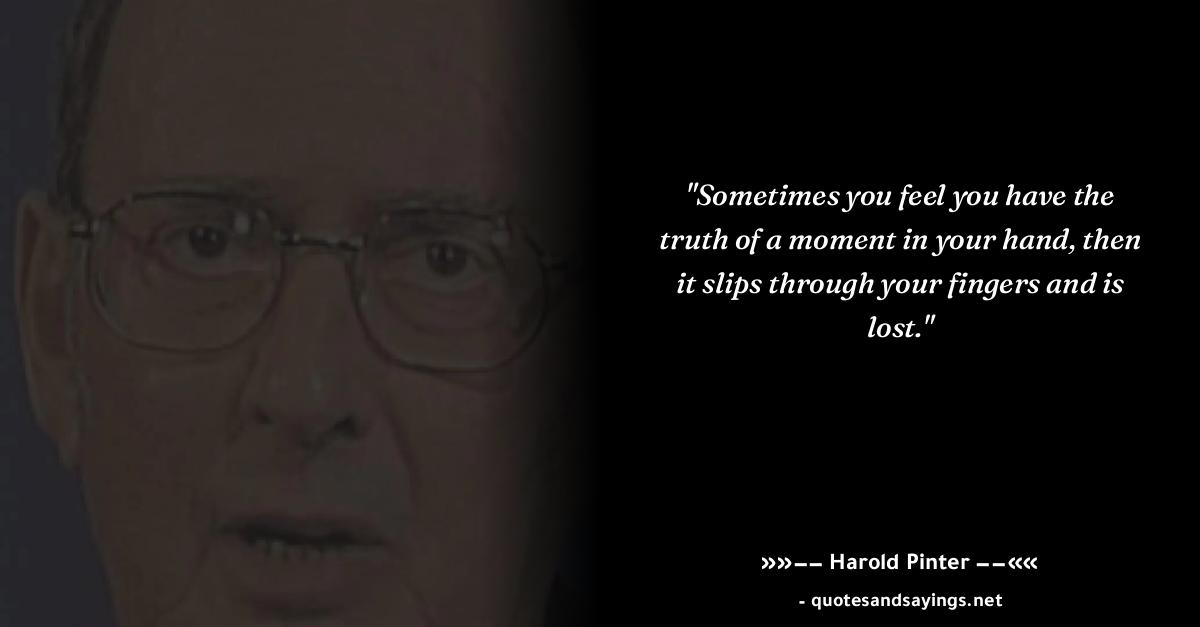 "Sometimes you feel you have the
truth of a moment in your hand, then
it slips through your fingers and is
lost."
»»−− Harold Pinter −−««
- quotesandsayings.net